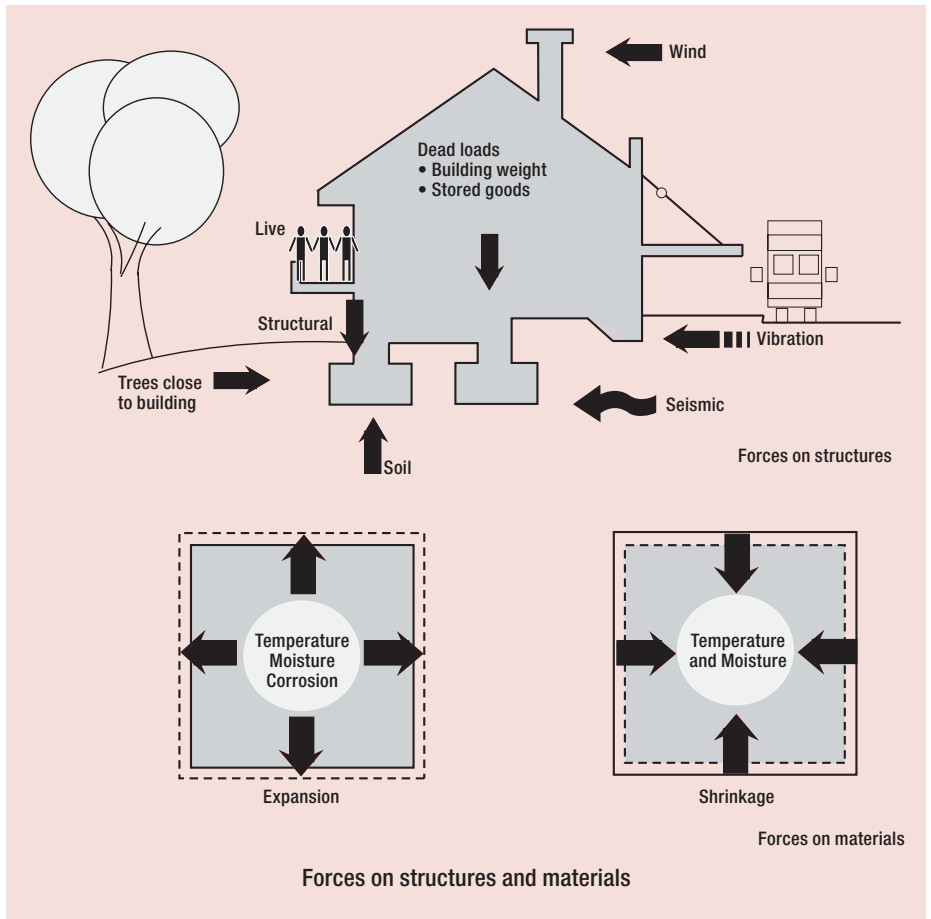 Wind
Dead loads
• Building weight
• Stored goods
Live
Structural
Vibration
Trees close
to building
Seismic
Soil
Forces on structures
Temperature
Moisture
Corrosion
Expansion
Temperature
and Moisture
Shrinkage
Forces on materials
Forces on structures and materials